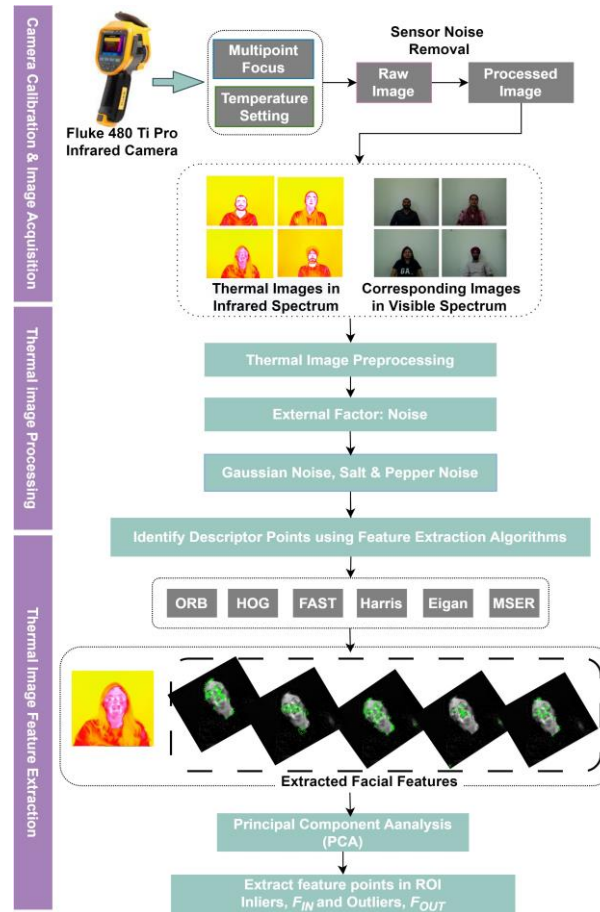 Camera Calibration & Image Acquisition
Fluke 480 Ti Pro
Infrared Camera
Multipoint
Focus
Temperature
Setting
Sensor Noise
Removal
Raw
Image
Processed
Image
Thermal Images in
Infrared Spectrum
Corresponding Images
in Visible Spectrum
Thermal image Processing
Thermal Image Preprocessing
External Factor: Noise
Gaussian Noise, Salt & Pepper Noise
Identify Descriptor Points using Feature Extraction Algorithms
Thermal Image Feature Extraction
ORB
HOG
FAST
Harris
Eigan
MSER
Extracted Facial Features
Principal Component Aanalysis
(PCA)
Extract feature points in ROI
Inliers, F_IN and Outliers, F_OUT